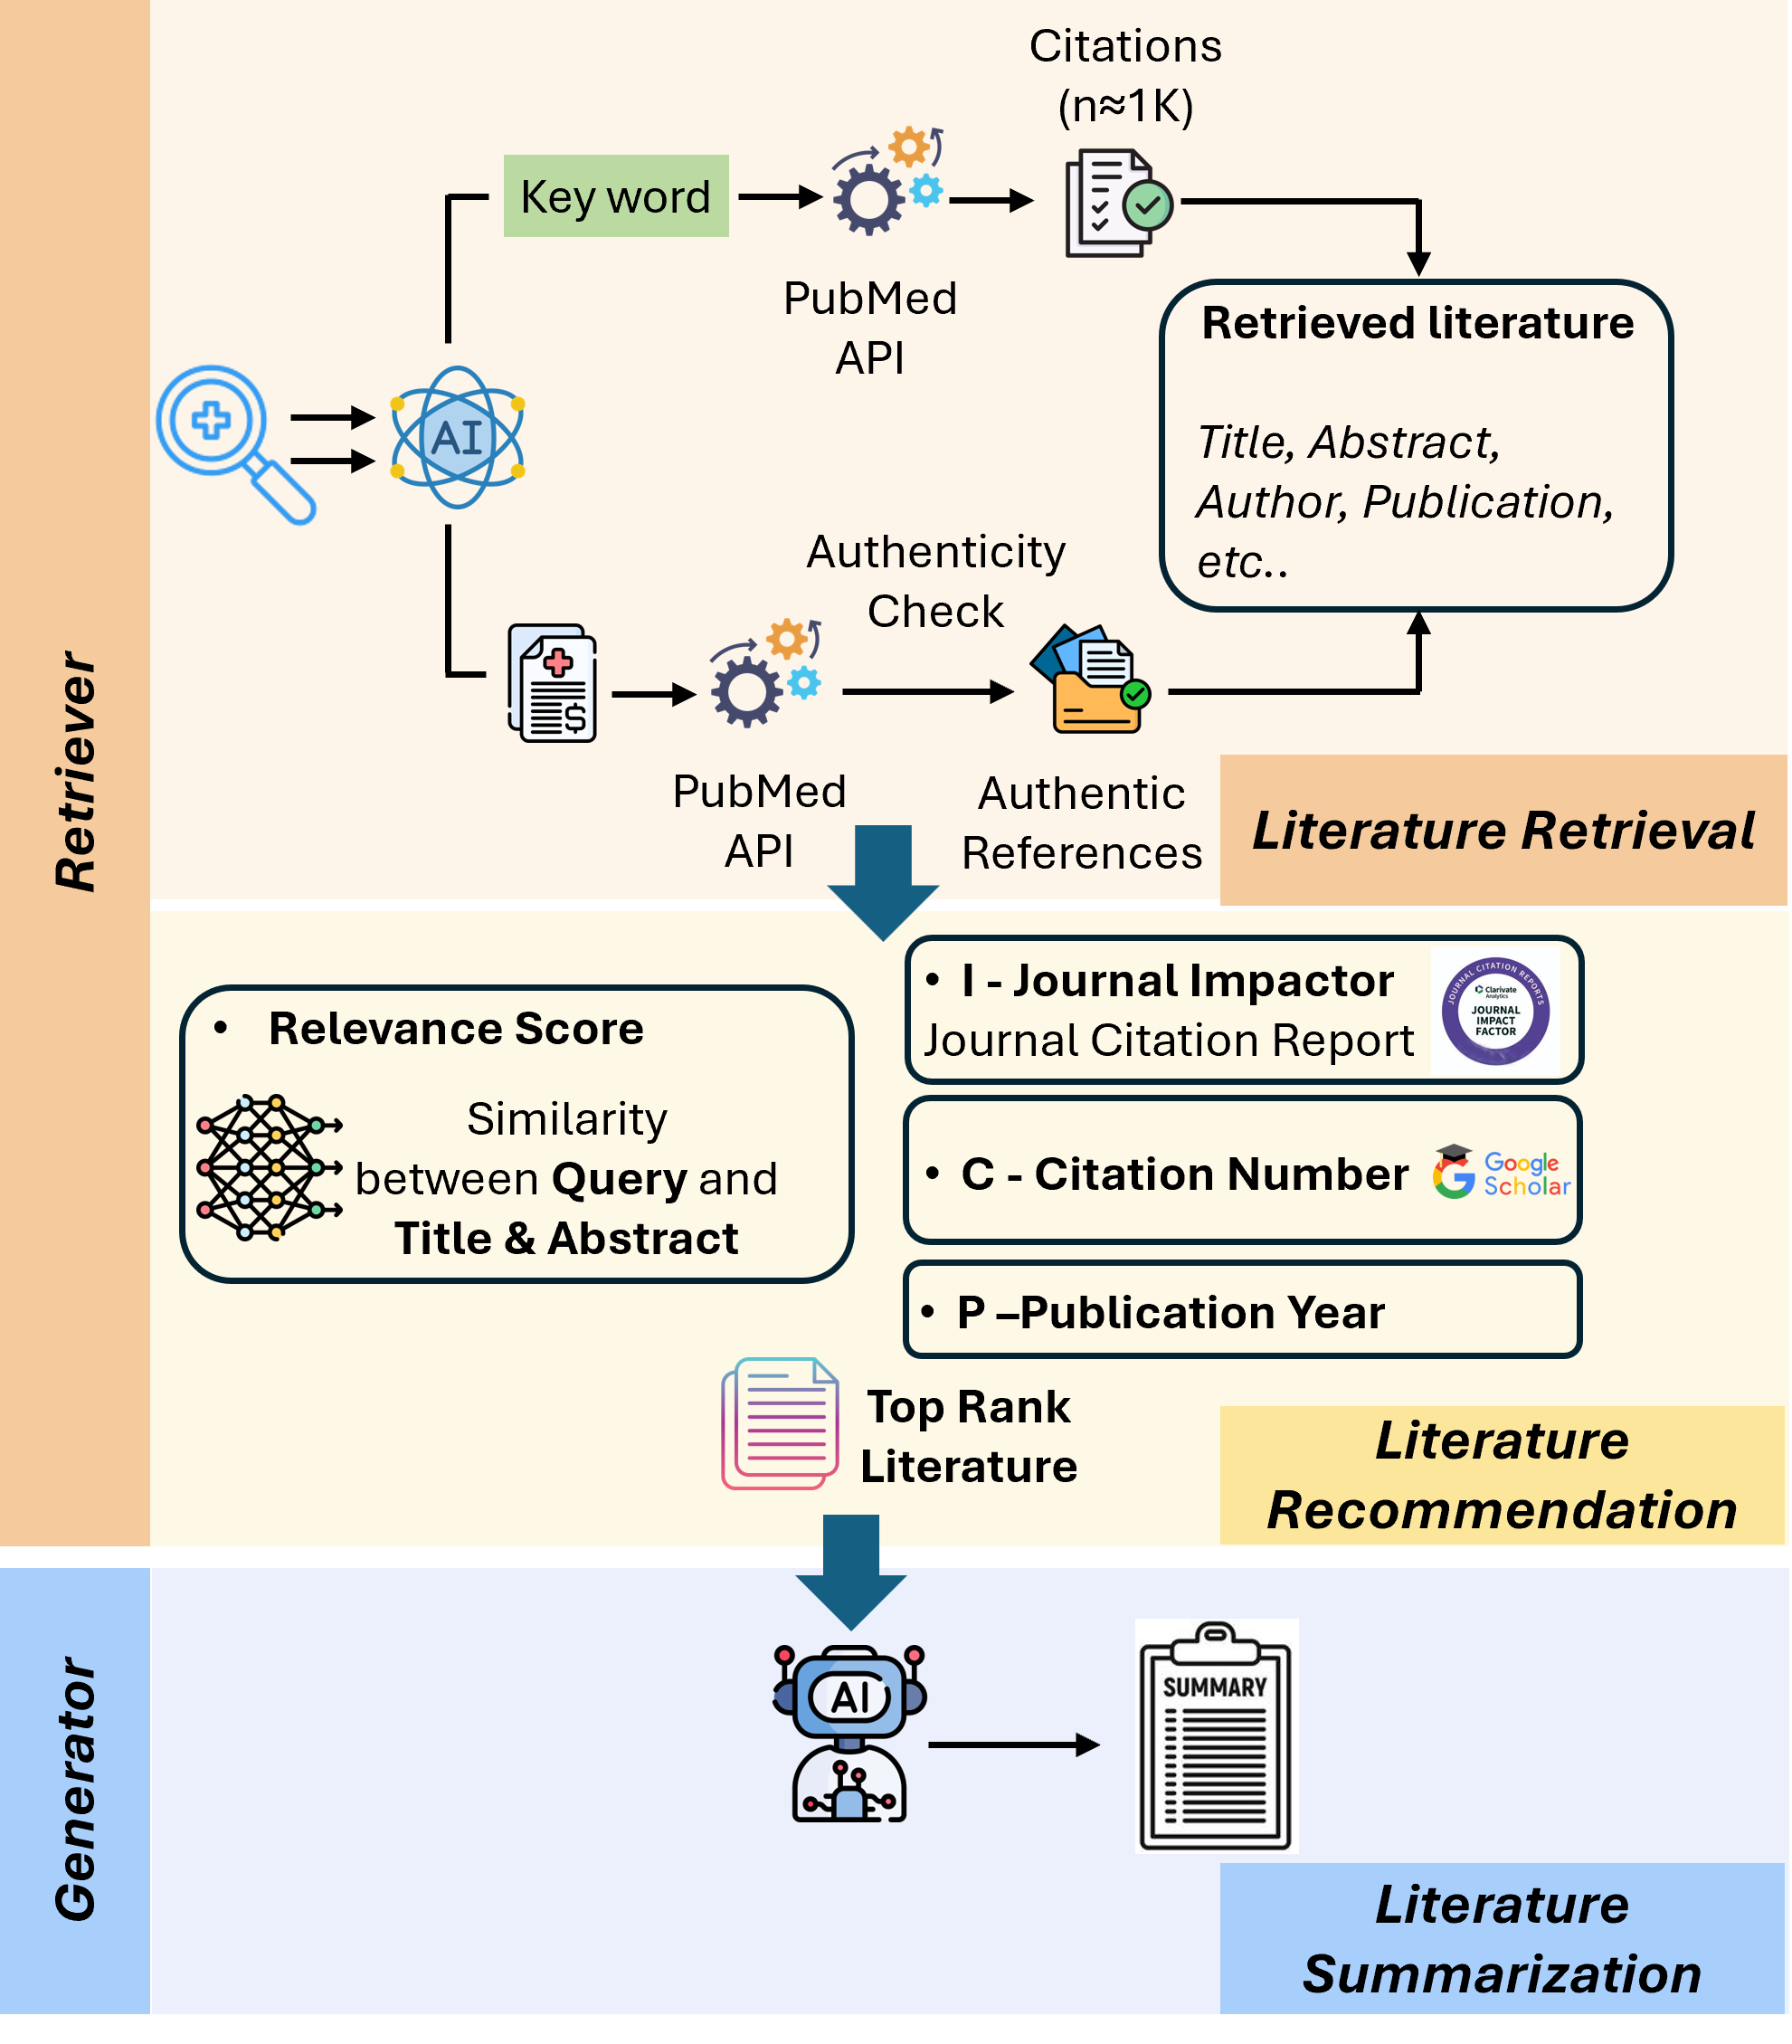 Citations
(n≈1K)
Key word
PubMed
API
Retrieved literature
Title, Abstract,
Author, Publication,
etc..
AI
Authenticity
Check
$
PubMed
API
Authentic
References
Literature Retrieval
Retriever
• Relevance Score
Similarity
between Query and
Title & Abstract
• I - Journal Impactor
Journal Citation Report
JOURNAL CITATION REPORTS
Clarivate
Analytics
JOURNAL
IMPACT
FACTOR
• C - Citation Number
Google
Scholar
• P –Publication Year
Top Rank
Literature
Literature
Recommendation
Generator
AI
SUMMARY
Literature
Summarization